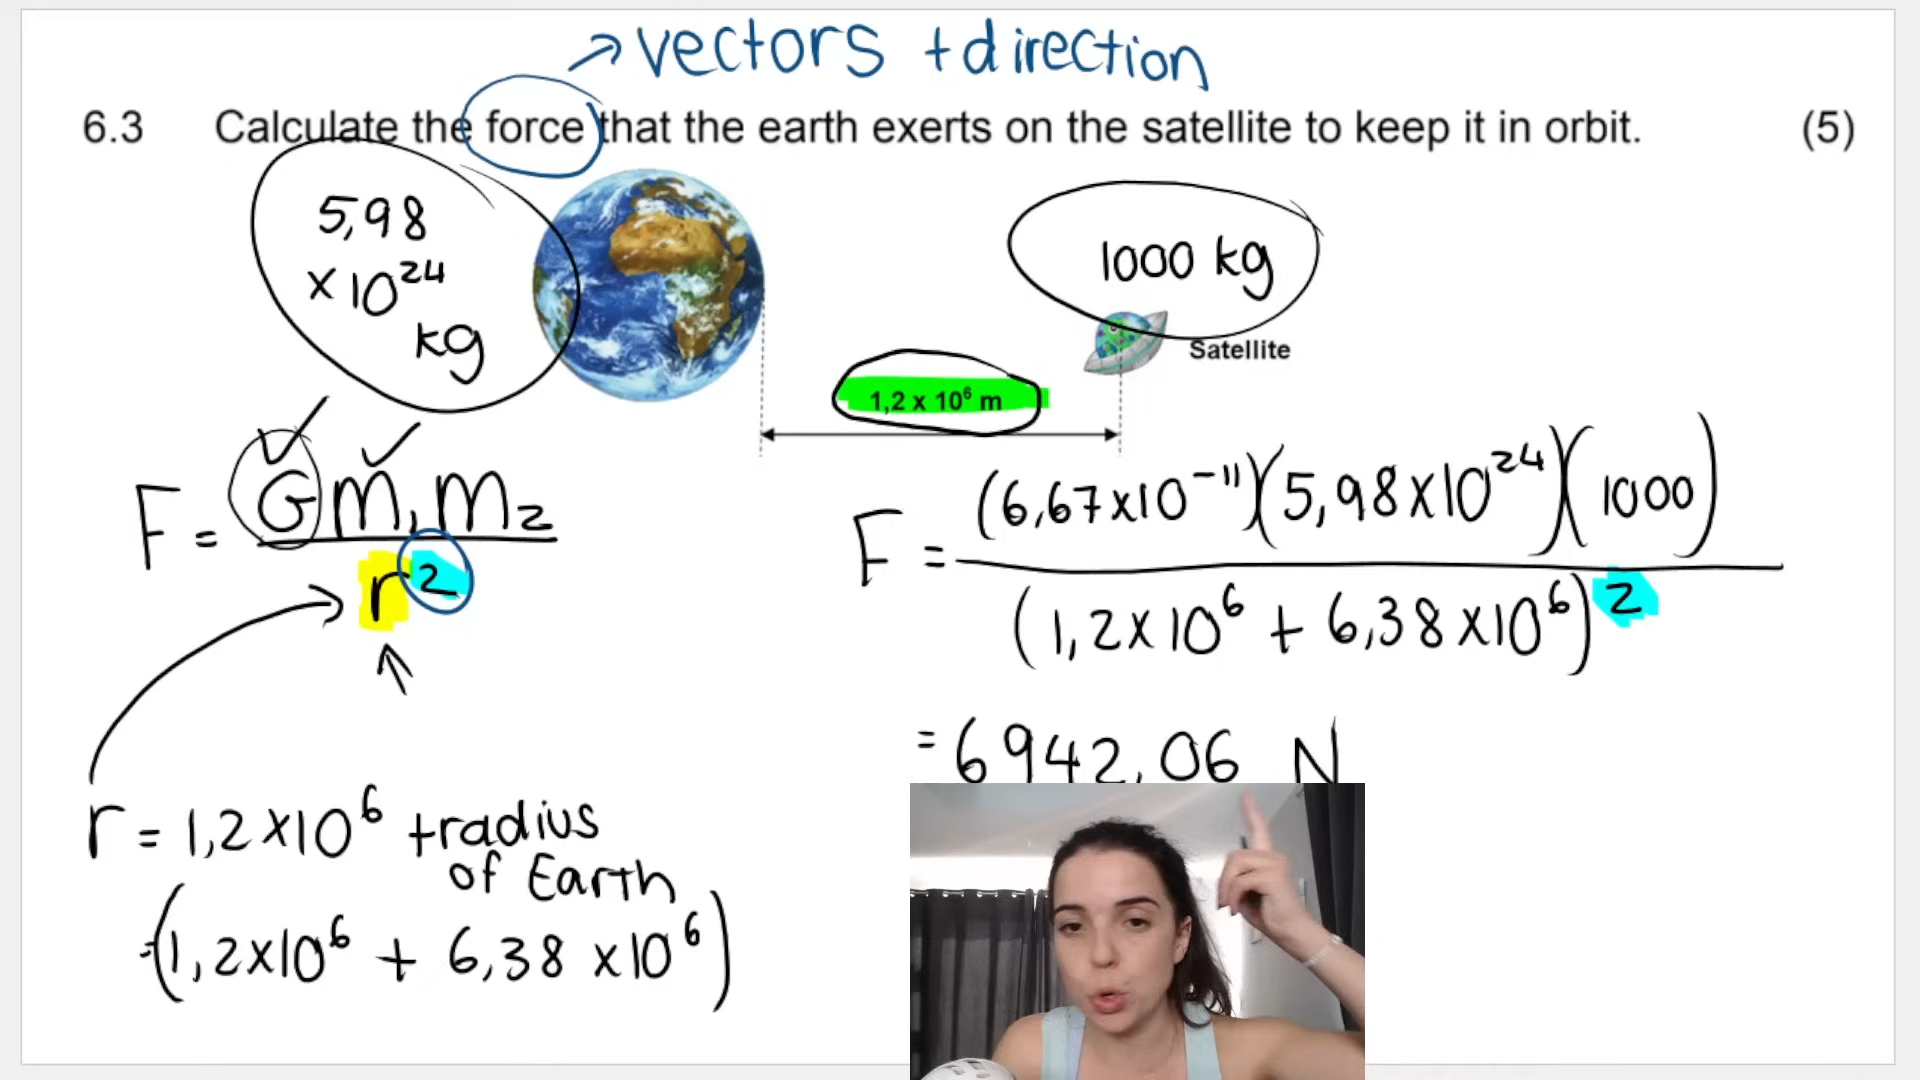 → vectors + direction
6.3 Calculate the force that the earth exerts on the satellite to keep it in orbit. (5)
5,98
× 10²⁴
kg
1000 kg
Satellite
1,2 x 10⁶ m
F = G m₁ m₂ / r²
F = (6,67×10⁻¹¹)(5,98×10²⁴)(1000) / (1,2×10⁶ + 6,38×10⁶)²
= 6942,06 N
r = 1,2×10⁶ + radius
of Earth
=(1,2×10⁶ + 6,38 ×10⁶)